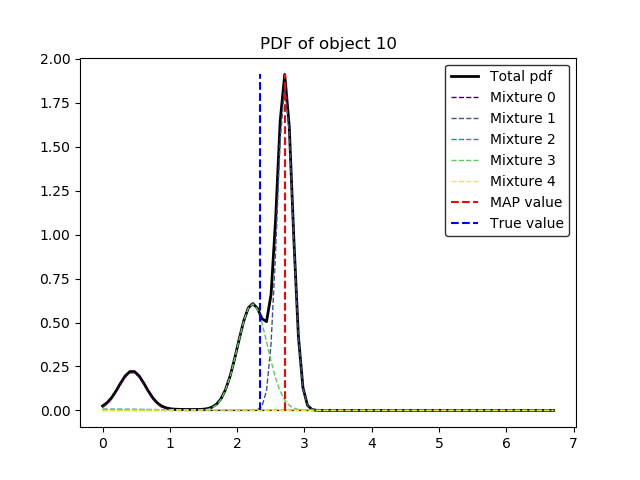 PDF of object 10
2.00
1.75
1.50
1.25
1.00
0.75
0.50
0.25
0.00
Total pdf
Mixture 0
Mixture 1
Mixture 2
Mixture 3
Mixture 4
MAP value
True value
0 1 2 3 4 5 6 7